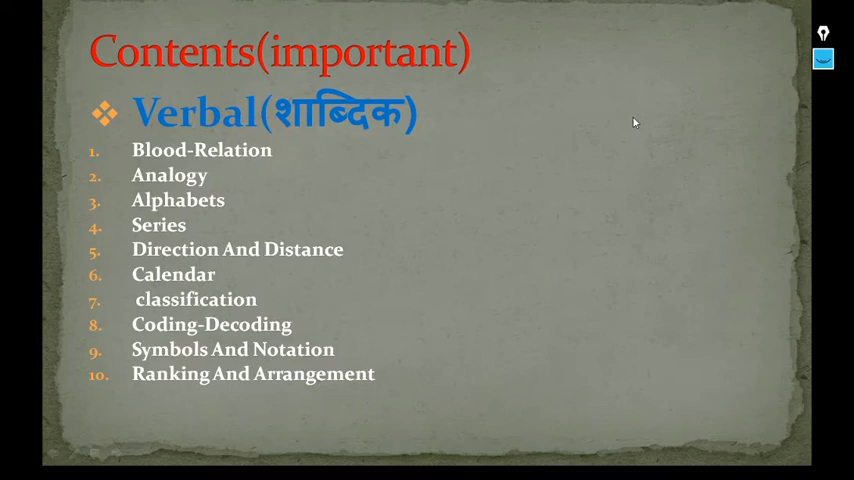 Contents(important)
❖ Verbal(शाब्दिक)
1. Blood-Relation
2. Analogy
3. Alphabets
4. Series
5. Direction And Distance
6. Calendar
7. classification
8. Coding-Decoding
9. Symbols And Notation
10. Ranking And Arrangement